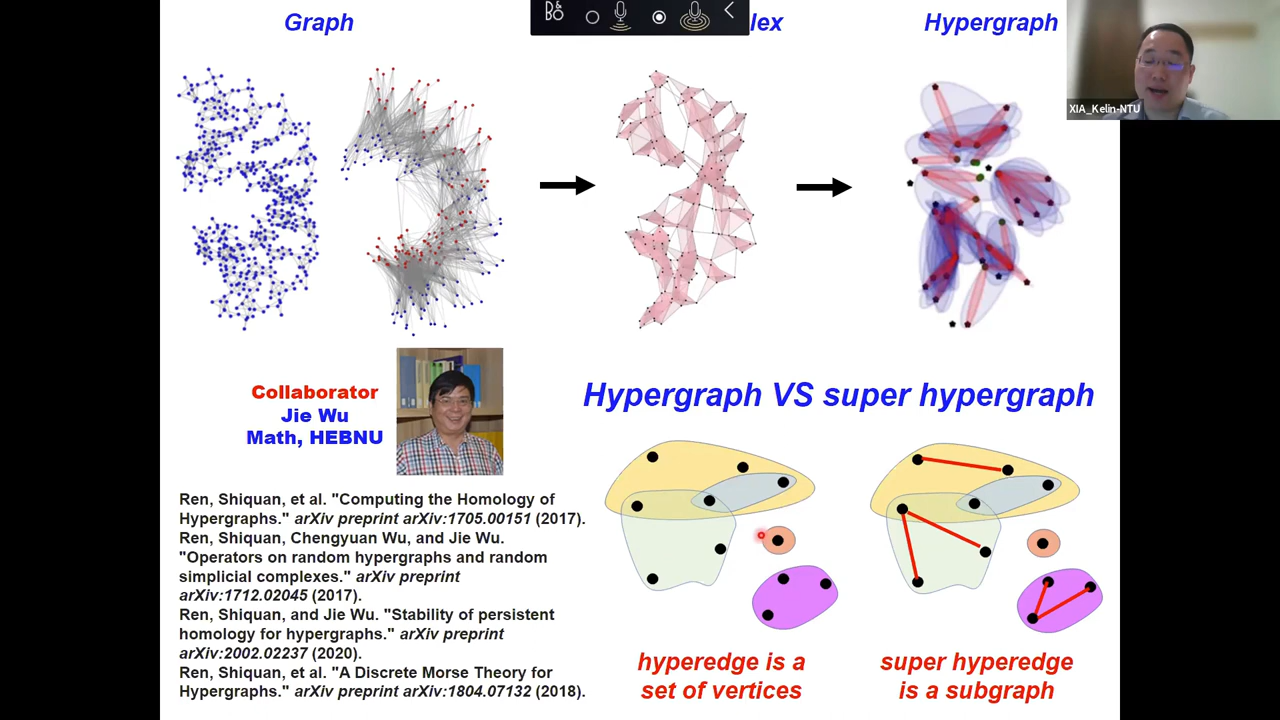 Graph
lex
Hypergraph
B&O
XIA_Kelin-NTU
Collaborator
Jie Wu
Math, HEBNU
Hypergraph VS super hypergraph
Ren, Shiquan, et al. "Computing the Homology of
Hypergraphs." arXiv preprint arXiv:1705.00151 (2017).
Ren, Shiquan, Chengyuan Wu, and Jie Wu.
"Operators on random hypergraphs and random
simplicial complexes." arXiv preprint
arXiv:1712.02045 (2017).
Ren, Shiquan, and Jie Wu. "Stability of persistent
homology for hypergraphs." arXiv preprint
arXiv:2002.02237 (2020).
Ren, Shiquan, et al. "A Discrete Morse Theory for
Hypergraphs." arXiv preprint arXiv:1804.07132 (2018).
hyperedge is a
set of vertices
super hyperedge
is a subgraph